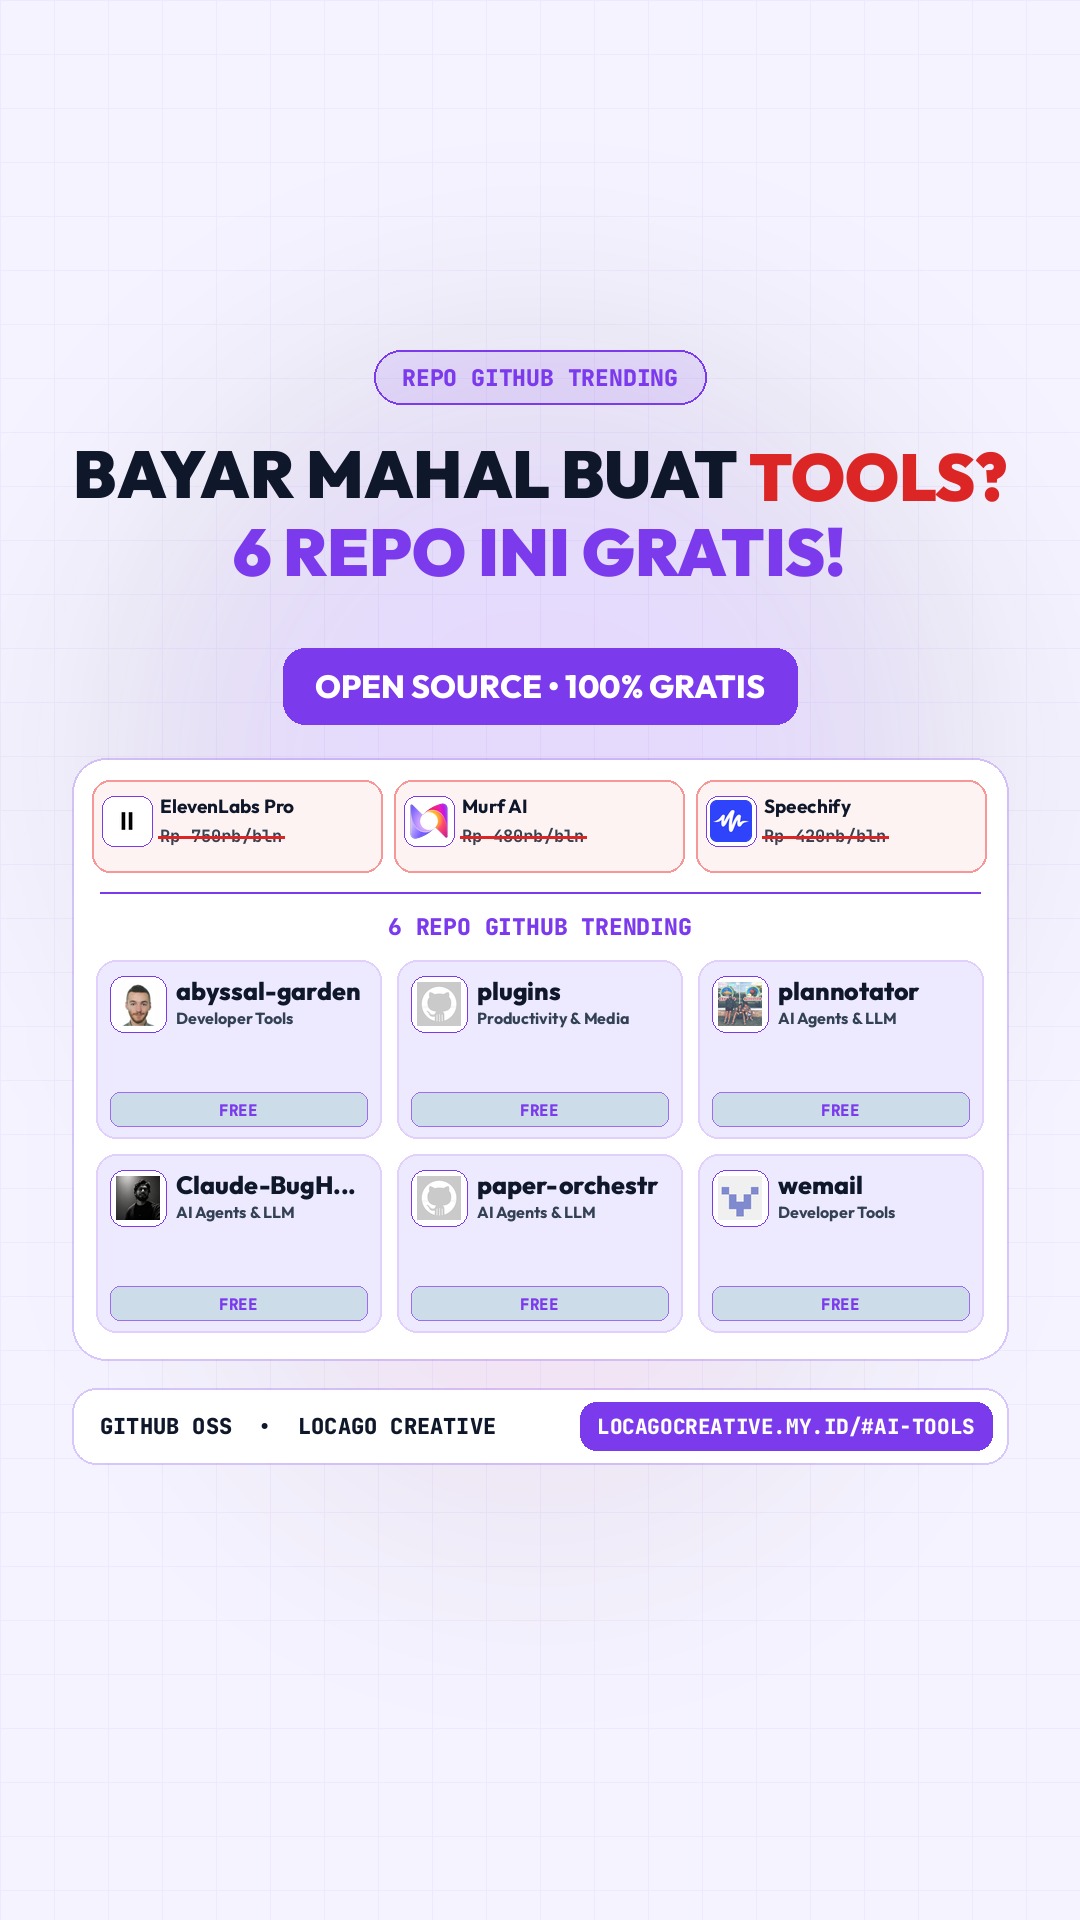 REPO GITHUB TRENDING
BAYAR MAHAL BUAT TOOLS?
6 REPO INI GRATIS!
OPEN SOURCE • 100% GRATIS
ElevenLabs Pro
Rp 750rb/bln
Murf AI
Rp 480rb/bln
Speechify
Rp 420rb/bln
6 REPO GITHUB TRENDING
abyssal-garden
Developer Tools
FREE
plugins
Productivity & Media
FREE
plannotator
AI Agents & LLM
FREE
Claude-BugH...
AI Agents & LLM
FREE
paper-orchestr
AI Agents & LLM
FREE
wemail
Developer Tools
FREE
GITHUB OSS • LOCAGO CREATIVE
LOCAGOCREATIVE.MY.ID/#AI-TOOLS